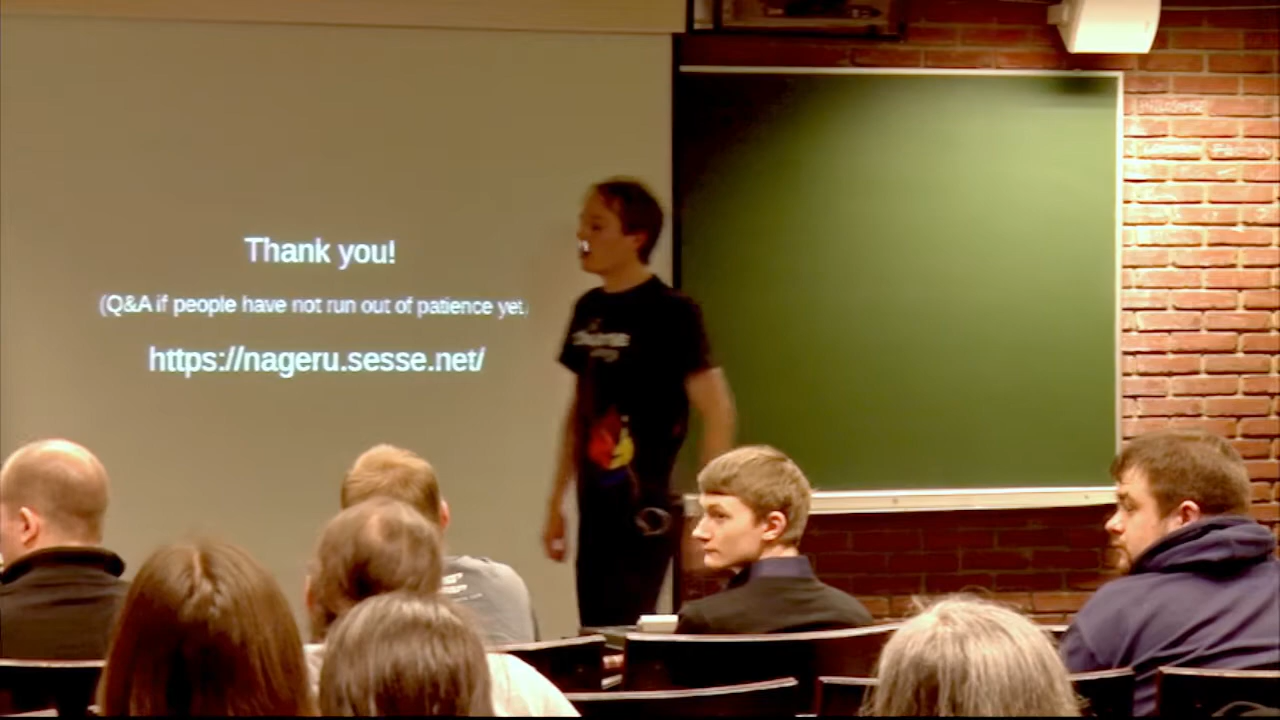 Thank you!
(Q&A if people have not run out of patience yet)
https://nageru.sesse.net/